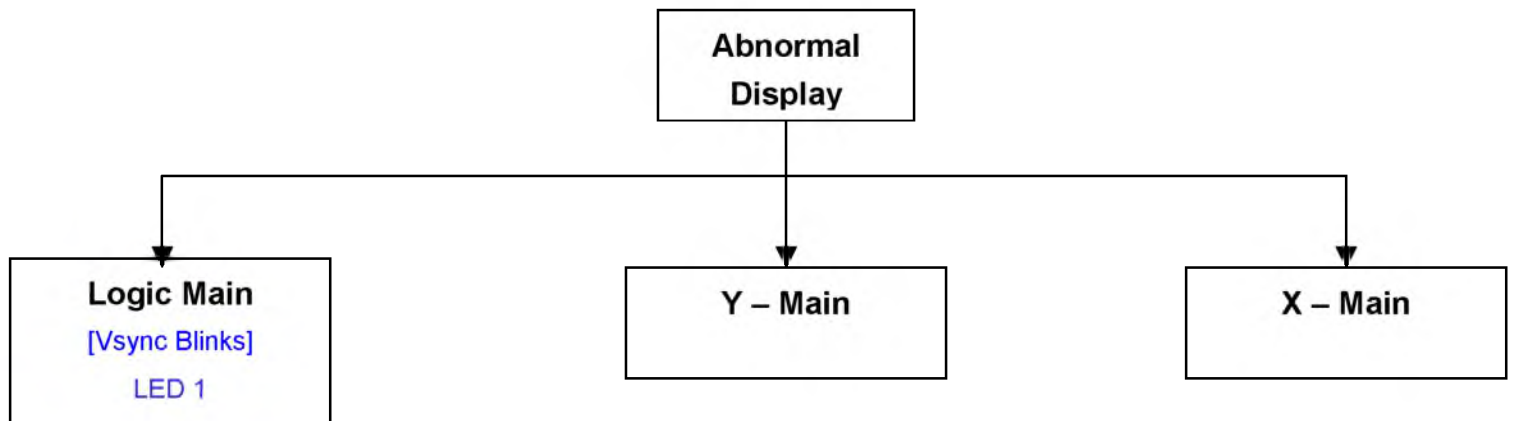 Abnormal
Display
Logic Main
[Vsync Blinks]
LED 1
Y – Main
X – Main